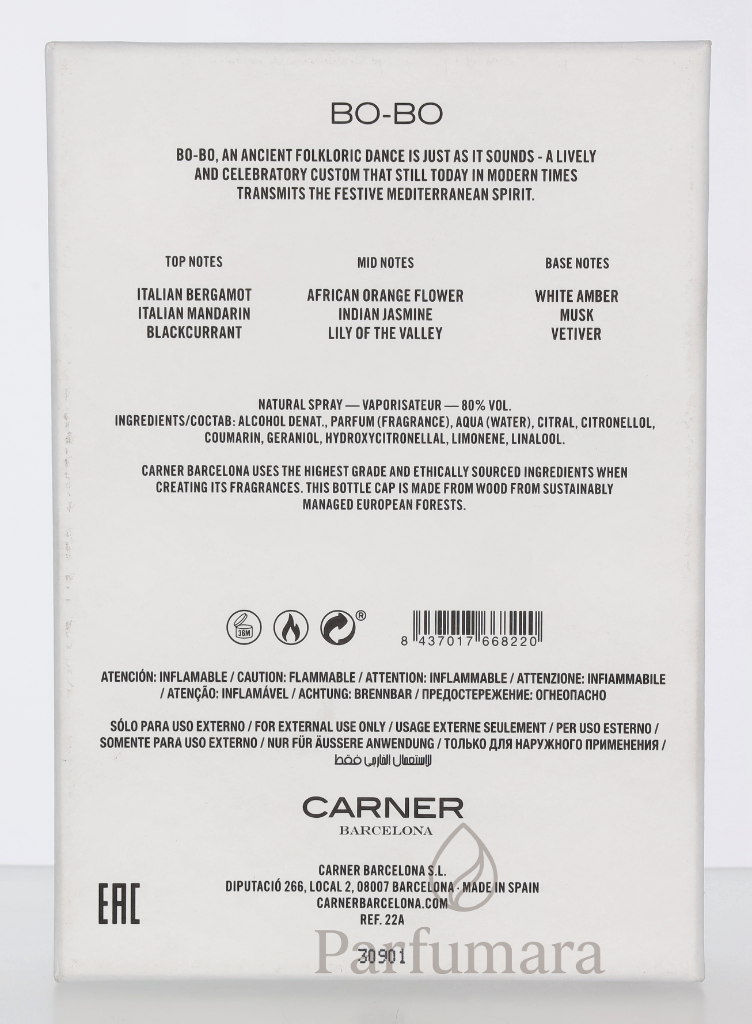 BO-BO
BO-BO, AN ANCIENT FOLKLORIC DANCE IS JUST AS IT SOUNDS - A LIVELY
AND CELEBRATORY CUSTOM THAT STILL TODAY IN MODERN TIMES
TRANSMITS THE FESTIVE MEDITERRANEAN SPIRIT.
TOP NOTES
ITALIAN BERGAMOT
ITALIAN MANDARIN
BLACKCURRANT
MID NOTES
AFRICAN ORANGE FLOWER
INDIAN JASMINE
LILY OF THE VALLEY
BASE NOTES
WHITE AMBER
MUSK
VETIVER
NATURAL SPRAY — VAPORISATEUR — 80% VOL.
INGREDIENTS/СОСТАВ: ALCOHOL DENAT., PARFUM (FRAGRANCE), AQUA (WATER), CITRAL, CITRONELLOL,
COUMARIN, GERANIOL, HYDROXYCITRONELLAL, LIMONENE, LINALOOL.
CARNER BARCELONA USES THE HIGHEST GRADE AND ETHICALLY SOURCED INGREDIENTS WHEN
CREATING ITS FRAGRANCES. THIS BOTTLE CAP IS MADE FROM WOOD FROM SUSTAINABLY
MANAGED EUROPEAN FORESTS.
36M
®
8 437017 668220
ATENCIÓN: INFLAMABLE / CAUTION: FLAMMABLE / ATTENTION: INFLAMMABLE / ATTENZIONE: INFIAMMABILE
/ ATENÇÃO: INFLAMÁVEL / ACHTUNG: BRENNBAR / ПРЕДОСТЕРЕЖЕНИЕ: ОГНЕОПАСНО
SÓLO PARA USO EXTERNO / FOR EXTERNAL USE ONLY / USAGE EXTERNE SEULEMENT / PER USO ESTERNO /
SOMENTE PARA USO EXTERNO / NUR FÜR ÄUSSERE ANWENDUNG / ТОЛЬКО ДЛЯ НАРУЖНОГО ПРИМЕНЕНИЯ /
للإستعمال الخارجي فقط
CARNER
BARCELONA
CARNER BARCELONA S.L.
DIPUTACIÓ 266, LOCAL 2, 08007 BARCELONA · MADE IN SPAIN
CARNERBARCELONA.COM
REF. 22A
EAC
30901
Parfumara